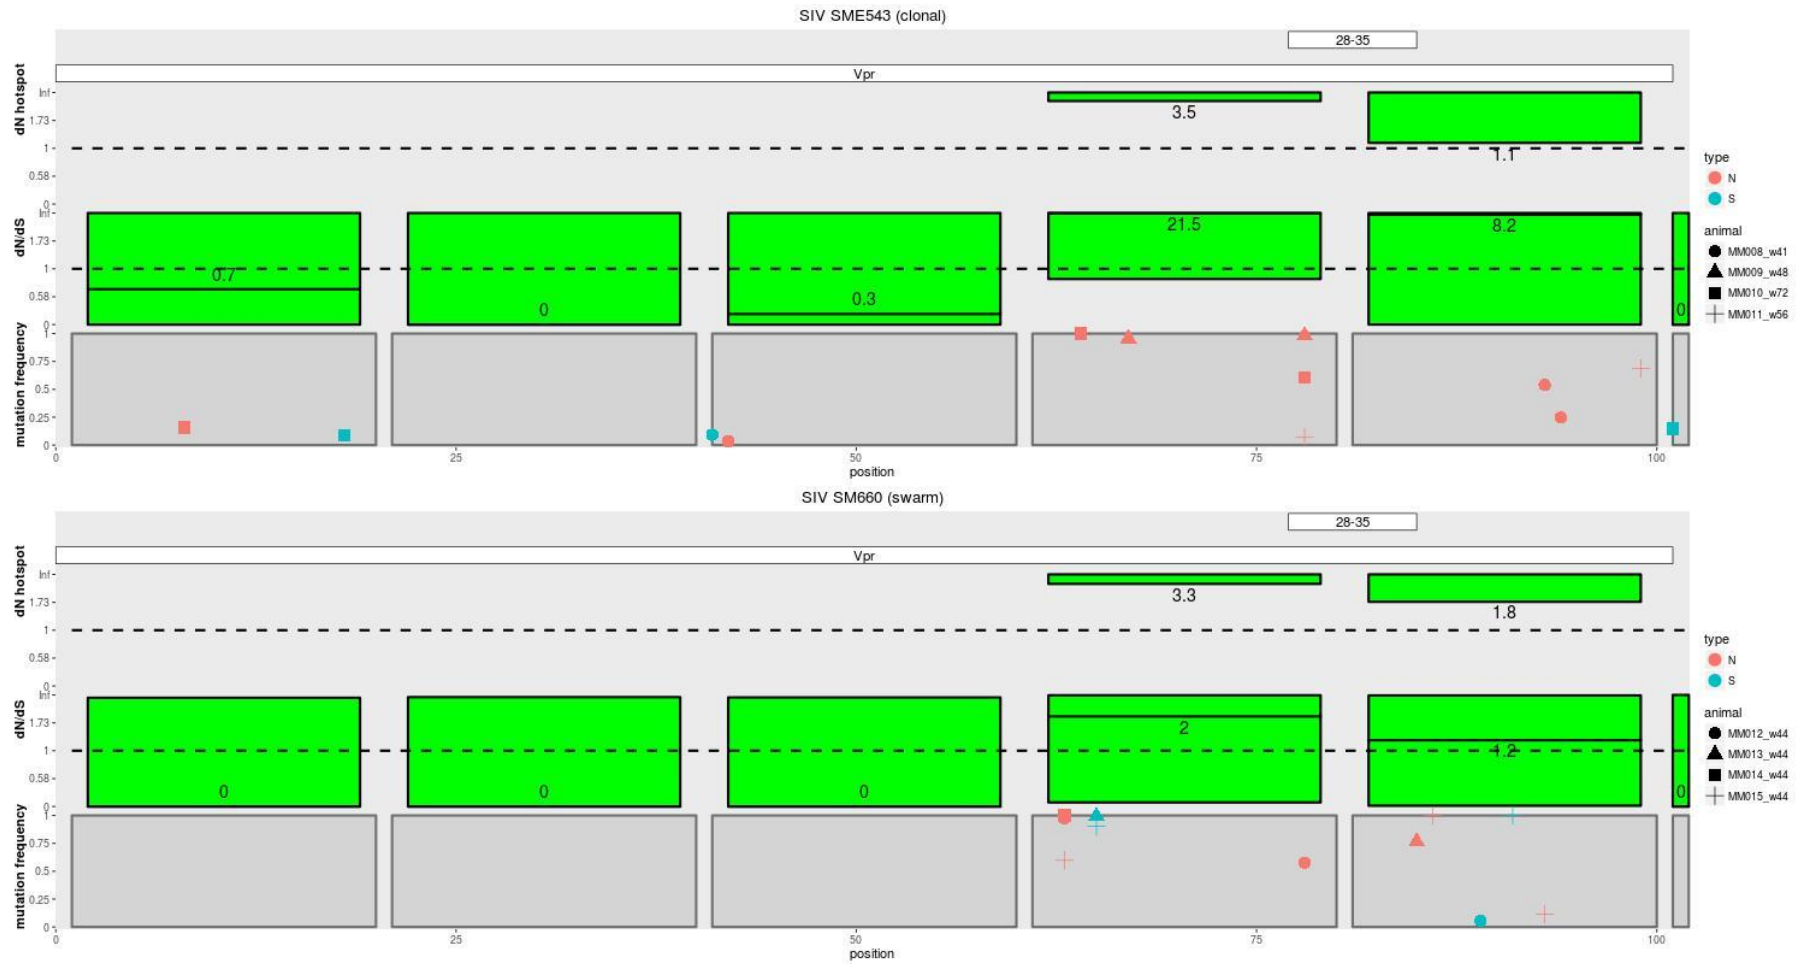 SIV SME543 (clonal)
28-35
Vpr
dN hotspot
Inf
1.73
1
0.58
0
3.5
1.1
dN/dS
Inf
1.73
1
0.58
0
0.7
0
0.3
21.5
8.2
0
mutation frequency
1
0.75
0.5
0.25
0
0 25 50 75 100
position
type
N
S
animal
MM008_w41
MM009_w48
MM010_w72
MM011_w56
SIV SM660 (swarm)
28-35
Vpr
dN hotspot
Inf
1.73
1
0.58
0
3.3
1.8
dN/dS
Inf
1.73
1
0.58
0
0
0
0
2
1.2
0
mutation frequency
1
0.75
0.5
0.25
0
0 25 50 75 100
position
type
N
S
animal
MM012_w44
MM013_w44
MM014_w44
MM015_w44